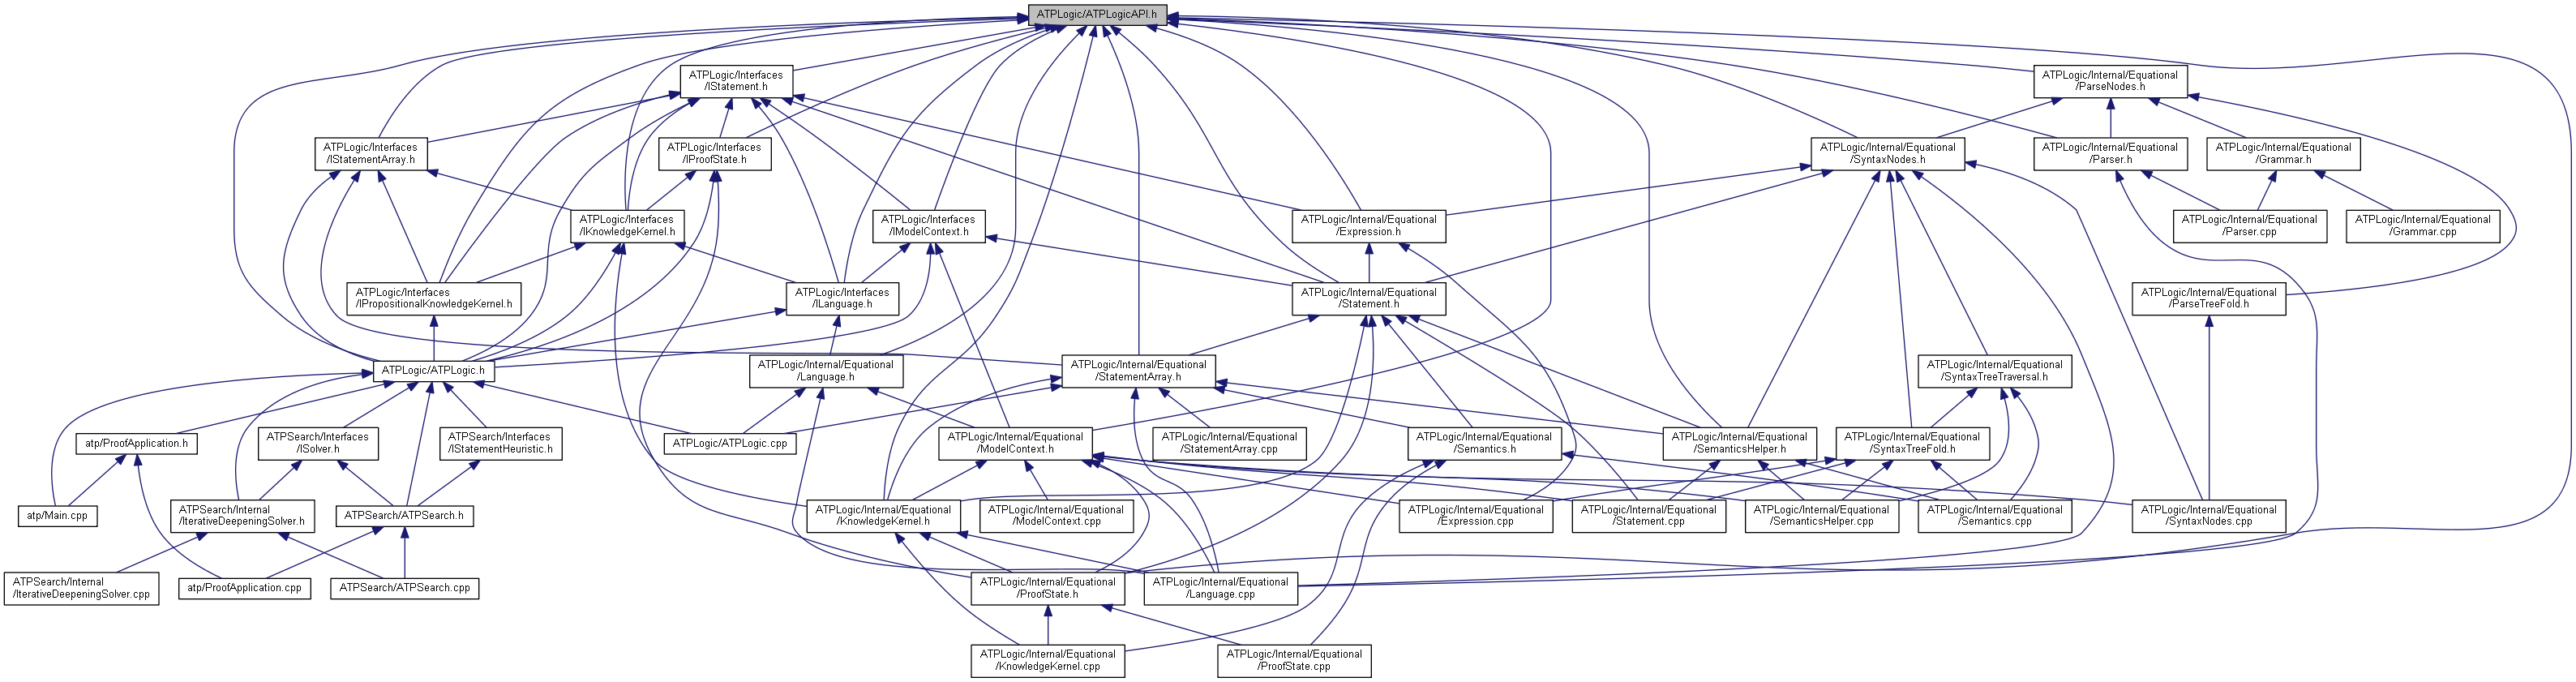 ATPLogic/ATPLogicAPI.h
ATPLogic/Interfaces
/IStatement.h
ATPLogic/Internal/Equational
/ParseNodes.h
ATPLogic/Interfaces
/IStatementArray.h
ATPLogic/Interfaces
/IProofState.h
ATPLogic/Internal/Equational
/SyntaxNodes.h
ATPLogic/Internal/Equational
/Parser.h
ATPLogic/Internal/Equational
/Grammar.h
ATPLogic/Interfaces
/IKnowledgeKernel.h
ATPLogic/Interfaces
/IModelContext.h
ATPLogic/Internal/Equational
/Expression.h
ATPLogic/Internal/Equational
/Parser.cpp
ATPLogic/Internal/Equational
/Grammar.cpp
ATPLogic/Interfaces
/IPropositionalKnowledgeKernel.h
ATPLogic/Interfaces
/ILanguage.h
ATPLogic/Internal/Equational
/Statement.h
ATPLogic/Internal/Equational
/ParseTreeFold.h
ATPLogic/ATPLogic.h
ATPLogic/Internal/Equational
/Language.h
ATPLogic/Internal/Equational
/StatementArray.h
ATPLogic/Internal/Equational
/SyntaxTreeTraversal.h
atp/ProofApplication.h
ATPSearch/Interfaces
/ISolver.h
ATPSearch/Interfaces
/IStatementHeuristic.h
ATPLogic/ATPLogic.cpp
ATPLogic/Internal/Equational
/ModelContext.h
ATPLogic/Internal/Equational
/StatementArray.cpp
ATPLogic/Internal/Equational
/Semantics.h
ATPLogic/Internal/Equational
/SemanticsHelper.h
ATPLogic/Internal/Equational
/SyntaxTreeFold.h
atp/Main.cpp
ATPSearch/Internal
/IterativeDeepeningSolver.h
ATPSearch/ATPSearch.h
ATPLogic/Internal/Equational
/KnowledgeKernel.h
ATPLogic/Internal/Equational
/ModelContext.cpp
ATPLogic/Internal/Equational
/Expression.cpp
ATPLogic/Internal/Equational
/Statement.cpp
ATPLogic/Internal/Equational
/SemanticsHelper.cpp
ATPLogic/Internal/Equational
/Semantics.cpp
ATPLogic/Internal/Equational
/SyntaxNodes.cpp
ATPSearch/Internal
/IterativeDeepeningSolver.cpp
atp/ProofApplication.cpp
ATPSearch/ATPSearch.cpp
ATPLogic/Internal/Equational
/ProofState.h
ATPLogic/Internal/Equational
/Language.cpp
ATPLogic/Internal/Equational
/KnowledgeKernel.cpp
ATPLogic/Internal/Equational
/ProofState.cpp